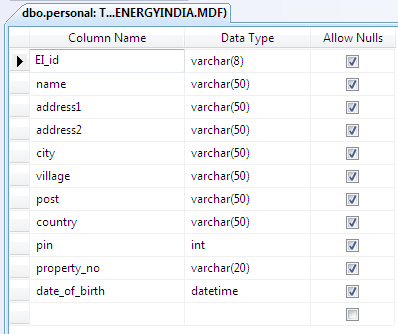 dbo.personal: T...ENERGYINDIA.MDF)
Column Name Data Type Allow Nulls
EI_id varchar(8)
name varchar(50)
address1 varchar(50)
address2 varchar(50)
city varchar(50)
village varchar(50)
post varchar(50)
country varchar(50)
pin int
property_no varchar(20)
date_of_birth datetime